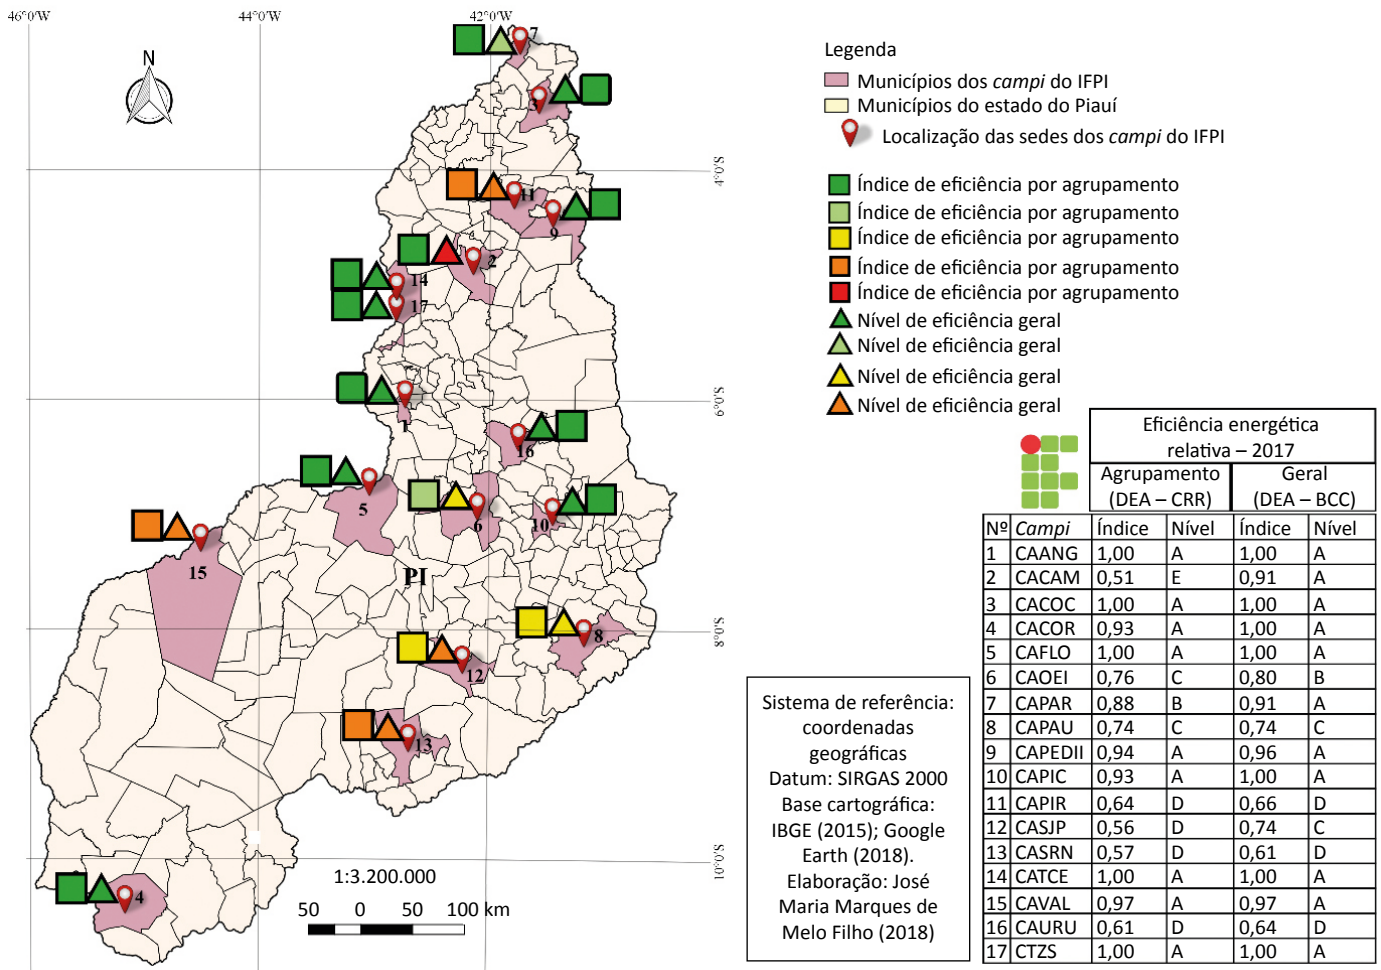 46°0'W
44°0'W
42°0'W
N
4°0'S
6°0'S
8°0'S
10°0'S
7
3
11
9
2
14
17
1
16
5
6
10
15
PI
8
12
13
4
1:3.200.000
50 0 50 100 km
Legenda
Municípios dos campi do IFPI
Municípios do estado do Piauí
Localização das sedes dos campi do IFPI
Índice de eficiência por agrupamento
Índice de eficiência por agrupamento
Índice de eficiência por agrupamento
Índice de eficiência por agrupamento
Índice de eficiência por agrupamento
Nível de eficiência geral
Nível de eficiência geral
Nível de eficiência geral
Nível de eficiência geral
Sistema de referência:
coordenadas
geográficas
Datum: SIRGAS 2000
Base cartográfica:
IBGE (2015); Google
Earth (2018).
Elaboração: José
Maria Marques de
Melo Filho (2018)
Eficiência energética
relativa – 2017
Agrupamento Geral
(DEA – CRR) (DEA – BCC)
Nº Campi Índice Nível Índice Nível
1 CAANG 1,00 A 1,00 A
2 CACAM 0,51 E 0,91 A
3 CACOC 1,00 A 1,00 A
4 CACOR 0,93 A 1,00 A
5 CAFLO 1,00 A 1,00 A
6 CAOEI 0,76 C 0,80 B
7 CAPAR 0,88 B 0,91 A
8 CAPAU 0,74 C 0,74 C
9 CAPEDII 0,94 A 0,96 A
10 CAPIC 0,93 A 1,00 A
11 CAPIR 0,64 D 0,66 D
12 CASJP 0,56 D 0,74 C
13 CASRN 0,57 D 0,61 D
14 CATCE 1,00 A 1,00 A
15 CAVAL 0,97 A 0,97 A
16 CAURU 0,61 D 0,64 D
17 CTZS 1,00 A 1,00 A